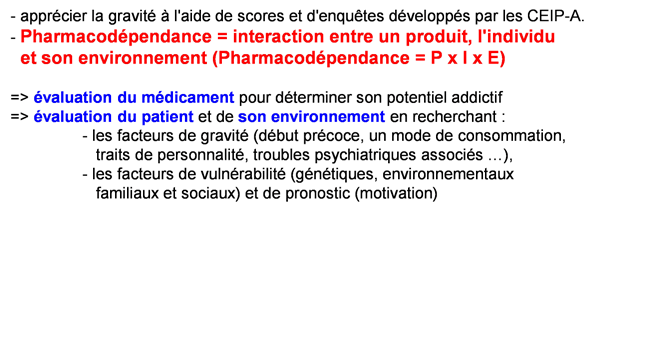 - apprécier la gravité à l'aide de scores et d'enquêtes développés par les CEIP-A.
- Pharmacodépendance = interaction entre un produit, l'individu
et son environnement (Pharmacodépendance = P x I x E)
=> évaluation du médicament pour déterminer son potentiel addictif
=> évaluation du patient et de son environnement en recherchant :
- les facteurs de gravité (début précoce, un mode de consommation,
traits de personnalité, troubles psychiatriques associés ...),
- les facteurs de vulnérabilité (génétiques, environnementaux
familiaux et sociaux) et de pronostic (motivation)